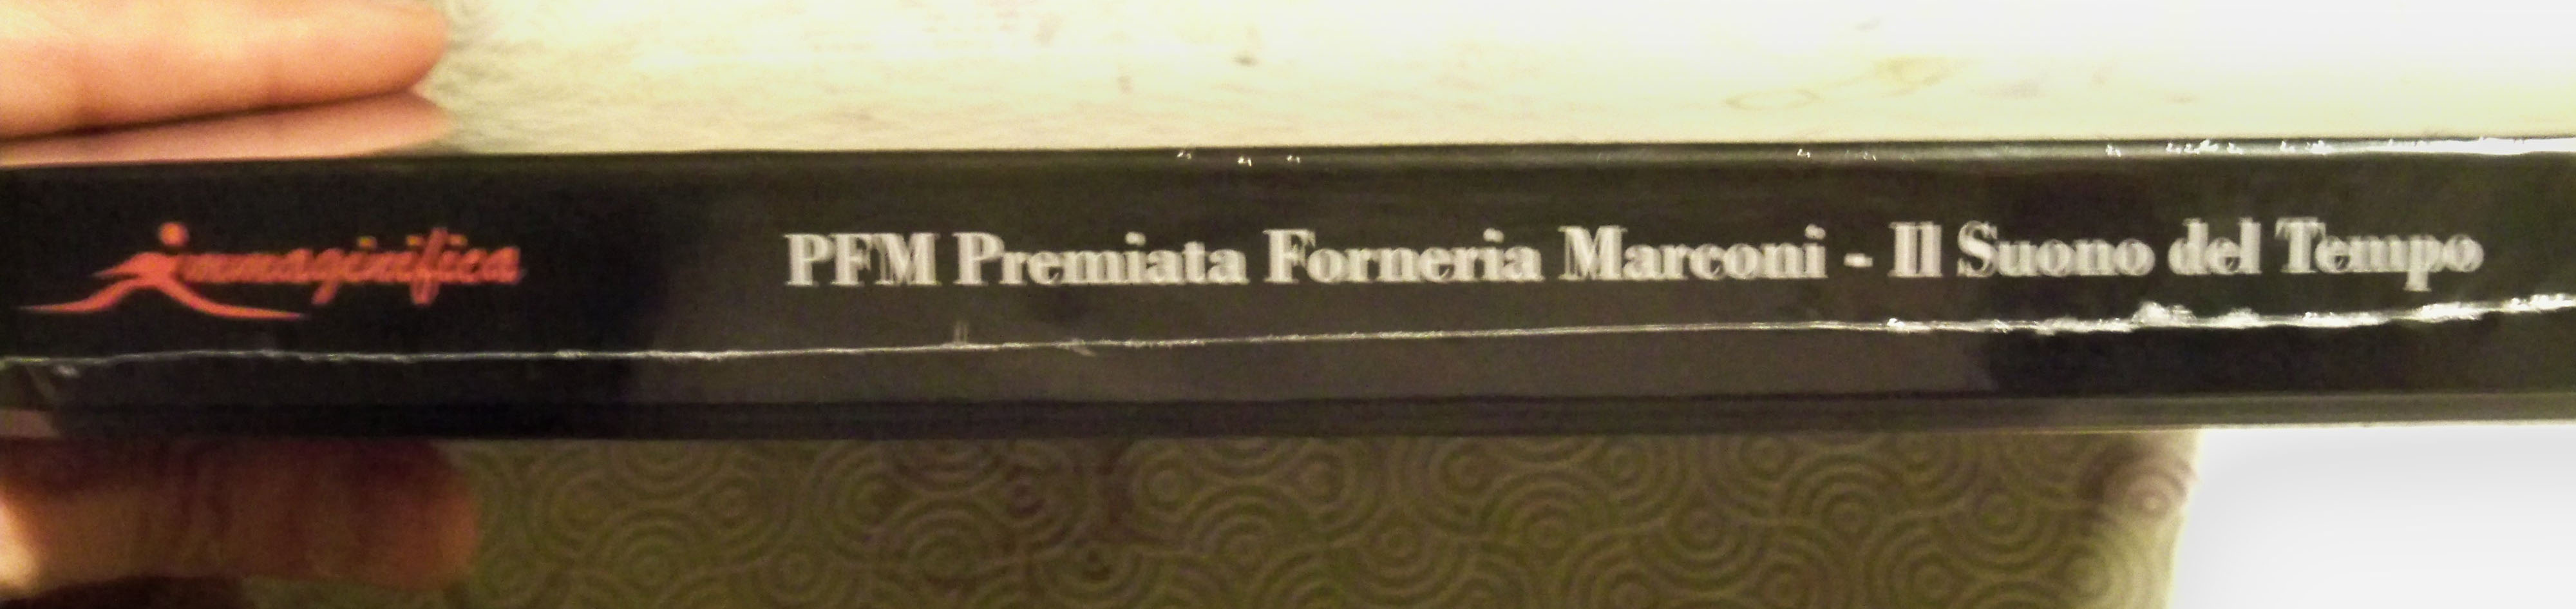 immaginifica
PFM Premiata Forneria Marconi - Il Suono del Tempo